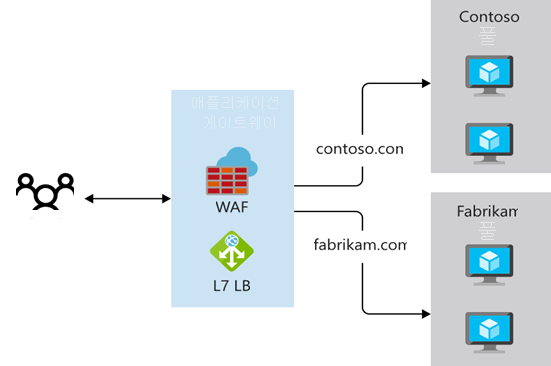 애플리케이션
게이트웨이
WAF
L7 LB
contoso.con
fabrikam.com
Contoso
풀
Fabrikam
풀